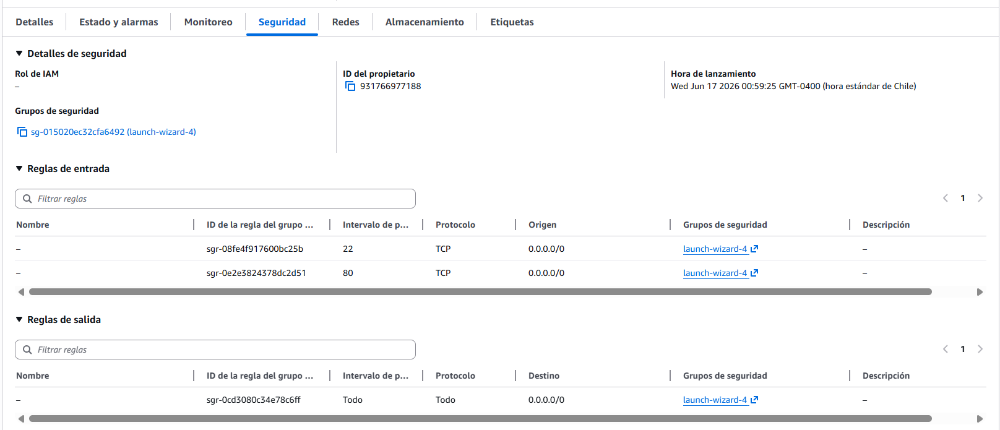 Detalles Estado y alarmas Monitoreo Seguridad Redes Almacenamiento Etiquetas
Detalles de seguridad
Rol de IAM
–
Grupos de seguridad
sg-015020ec32cfa6492 (launch-wizard-4)
ID del propietario
931766977188
Hora de lanzamiento
Wed Jun 17 2026 00:59:25 GMT-0400 (hora estándar de Chile)
Reglas de entrada
Filtrar reglas
1
Nombre ID de la regla del grupo ... Intervalo de p... Protocolo Origen Grupos de seguridad Descripción
– sgr-08fe4f917600bc25b 22 TCP 0.0.0.0/0 launch-wizard-4 –
– sgr-0e2e3824378dc2d51 80 TCP 0.0.0.0/0 launch-wizard-4 –
Reglas de salida
Filtrar reglas
1
Nombre ID de la regla del grupo ... Intervalo de p... Protocolo Destino Grupos de seguridad Descripción
– sgr-0cd3080c34e78c6ff Todo Todo 0.0.0.0/0 launch-wizard-4 –